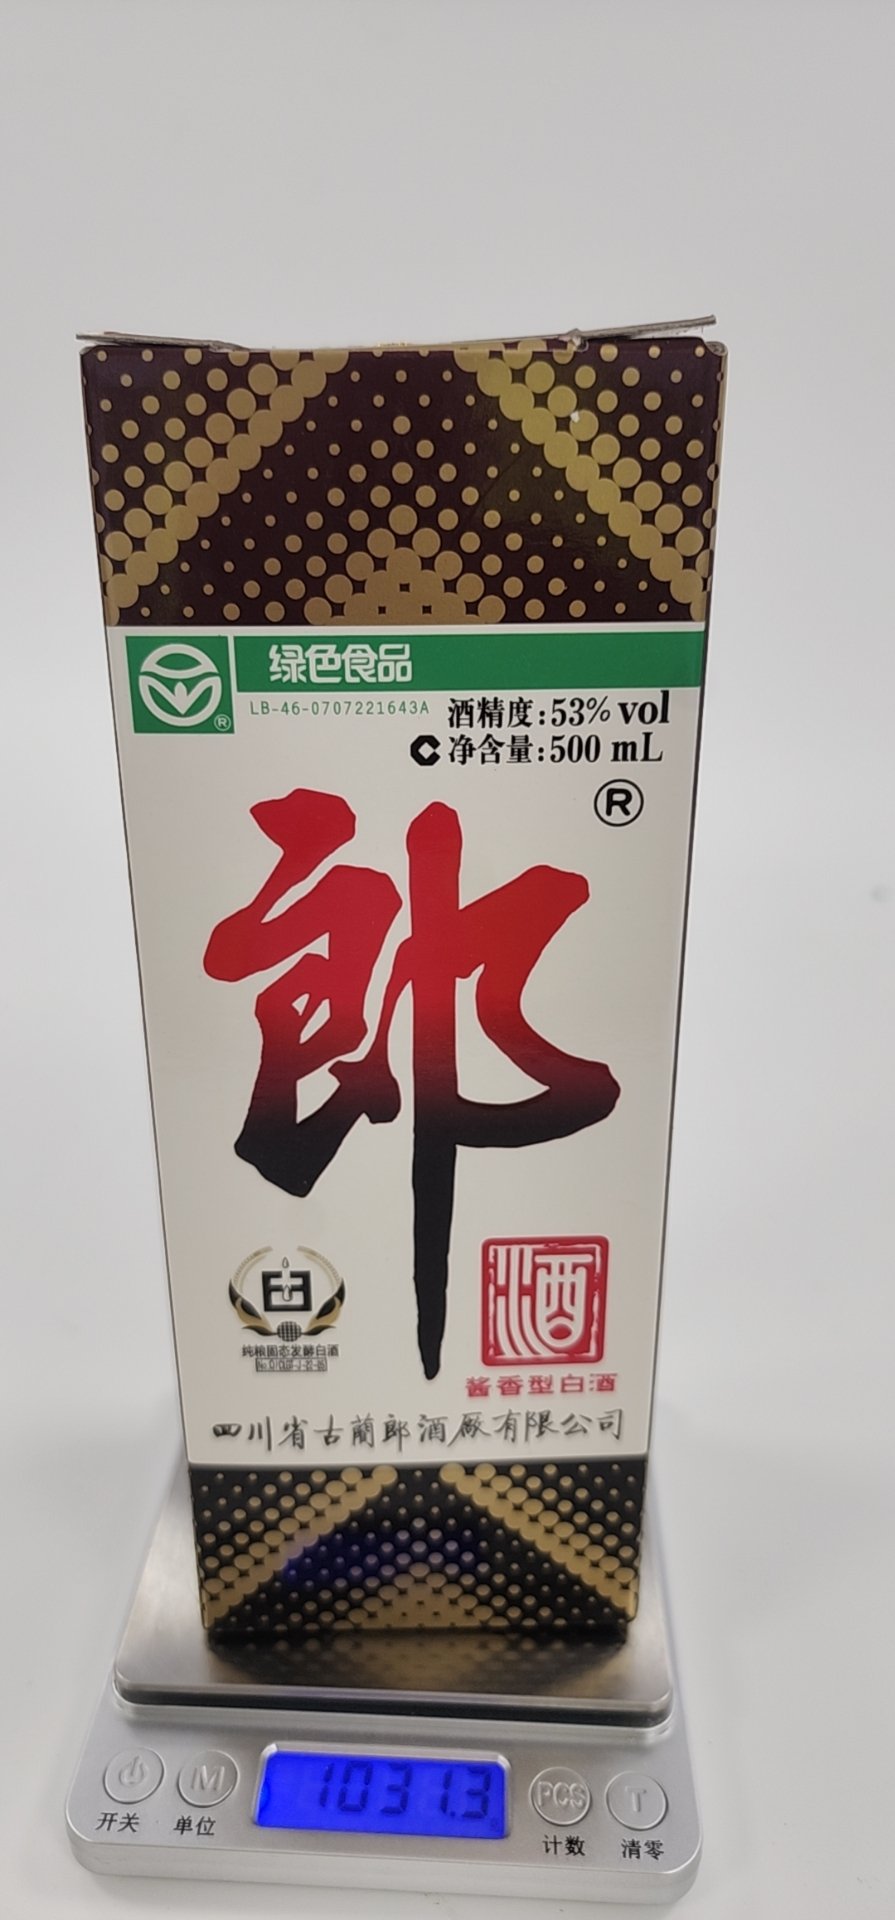 绿色食品
®
LB-46-0707221643A
酒精度:53% vol
C 净含量:500 mL
®
郎
酒
纯粮固态发酵白酒
酱香型白酒
四川省古蔺郎酒厰有限公司
1031.3
M
PCS
T
开关
单位
计数
清零